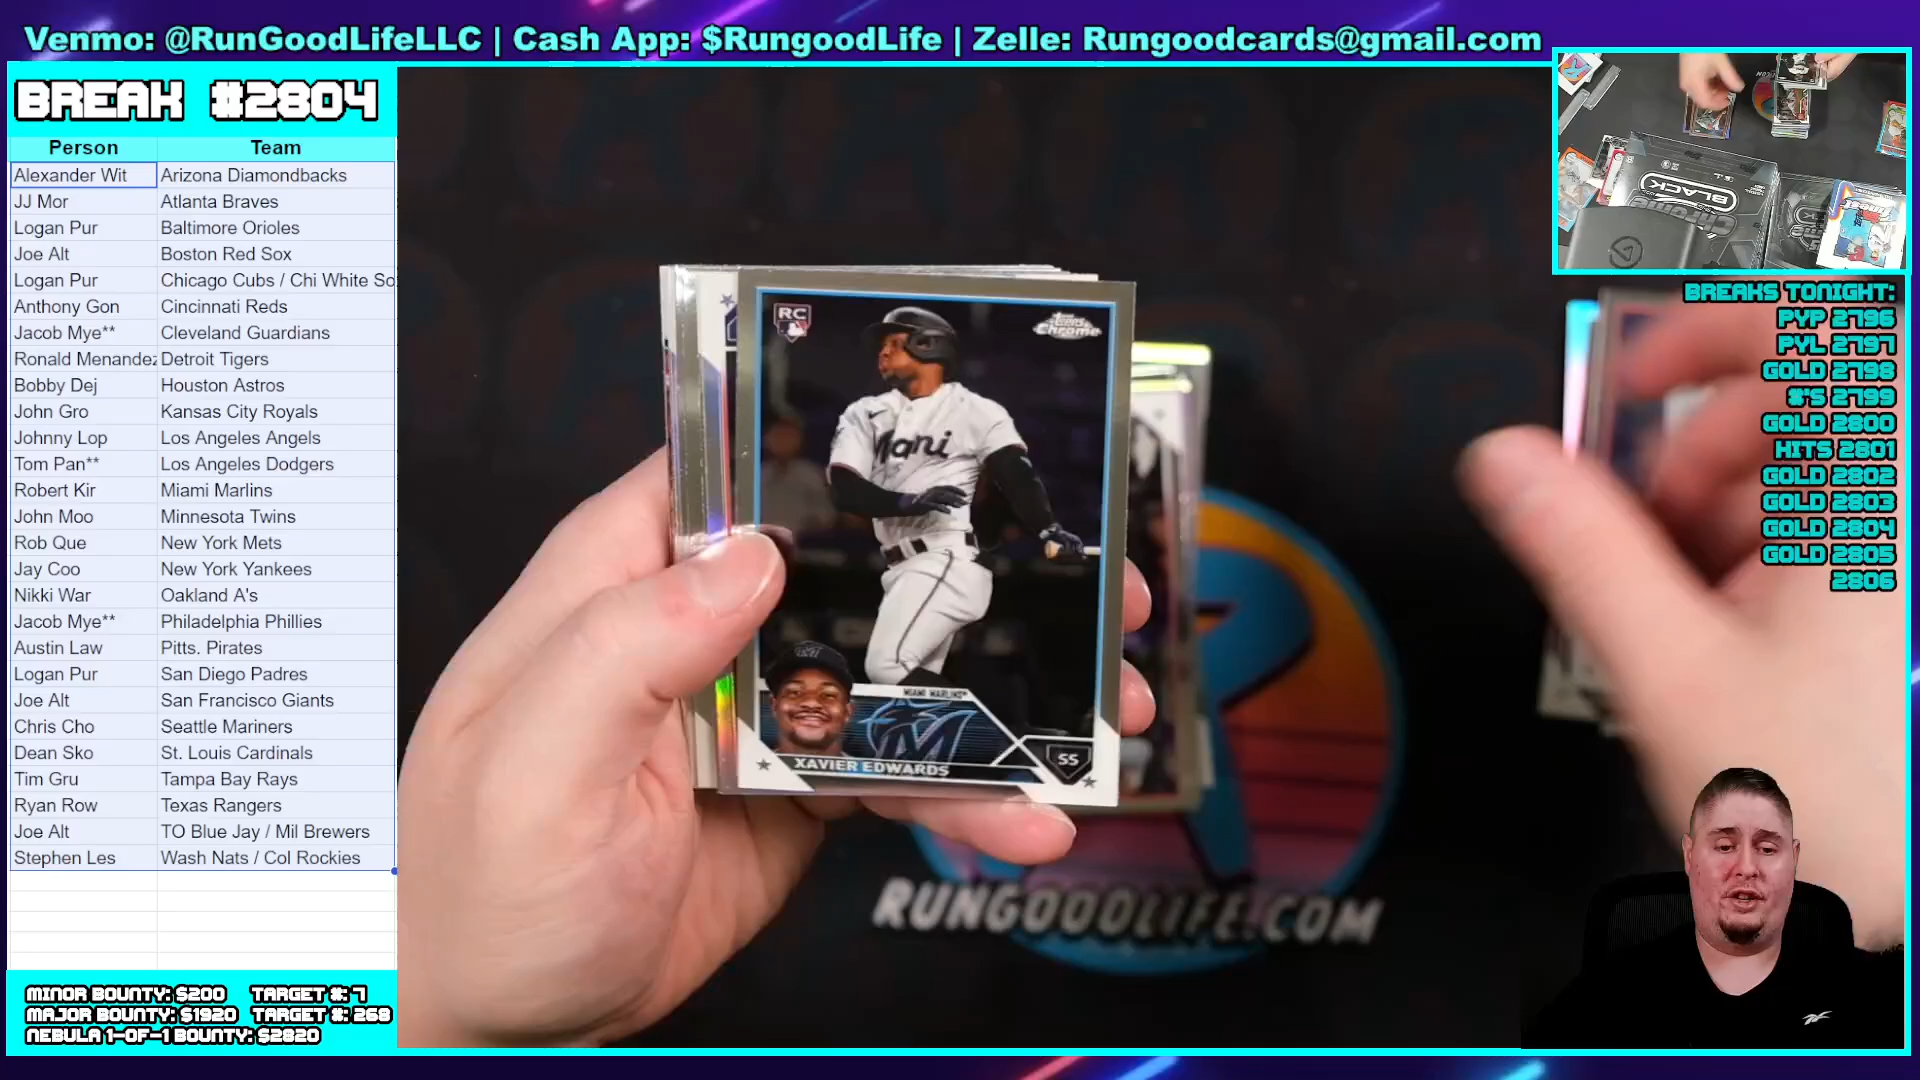 Venmo: @RunGoodLifeLLC | Cash App: $RungoodLife | Zelle: Rungoodcards@gmail.com
BREAK #2804
Person Team
Alexander Wit Arizona Diamondbacks
JJ Mor Atlanta Braves
Logan Pur Baltimore Orioles
Joe Alt Boston Red Sox
Logan Pur Chicago Cubs / Chi White So
Anthony Gon Cincinnati Reds
Jacob Mye** Cleveland Guardians
Ronald Menandez Detroit Tigers
Bobby Dej Houston Astros
John Gro Kansas City Royals
Johnny Lop Los Angeles Angels
Tom Pan** Los Angeles Dodgers
Robert Kir Miami Marlins
John Moo Minnesota Twins
Rob Que New York Mets
Jay Coo New York Yankees
Nikki War Oakland A's
Jacob Mye** Philadelphia Phillies
Austin Law Pitts. Pirates
Logan Pur San Diego Padres
Joe Alt San Francisco Giants
Chris Cho Seattle Mariners
Dean Sko St. Louis Cardinals
Tim Gru Tampa Bay Rays
Ryan Row Texas Rangers
Joe Alt TO Blue Jay / Mil Brewers
Stephen Les Wash Nats / Col Rockies
MINOR BOUNTY: $200 TARGET #: 7
MAJOR BOUNTY: $1920 TARGET #: 268
NEBULA 1-OF-1 BOUNTY: $2820
RC
Topps
Chrome
Miami
MIAMI MARLINS
XAVIER EDWARDS
SS
RUNGOODLIFE.COM
Chrome
BLACK
finest
BREAKS TONIGHT:
PYP 2796
PYL 2797
GOLD 2798
#'S 2799
GOLD 2800
HITS 2801
GOLD 2802
GOLD 2803
GOLD 2804
GOLD 2805
2806